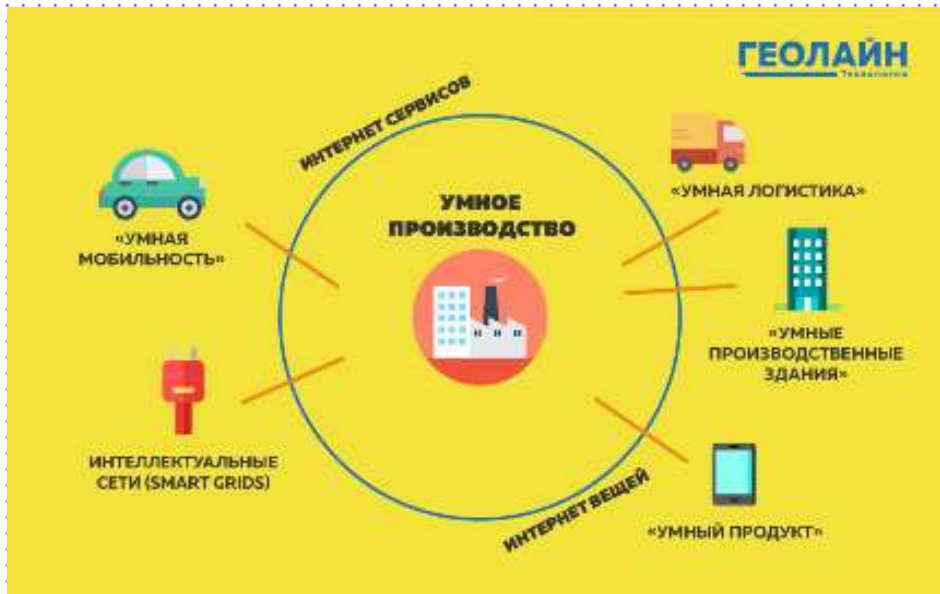 ГЕОЛАЙН
Технологии
ИНТЕРНЕТ СЕРВИСОВ
УМНОЕ
ПРОИЗВОДСТВО
«УМНАЯ
МОБИЛЬНОСТЬ»
«УМНАЯ ЛОГИСТИКА»
«УМНЫЕ
ПРОИЗВОДСТВЕННЫЕ
ЗДАНИЯ»
ИНТЕЛЛЕКТУАЛЬНЫЕ
СЕТИ (SMART GRIDS)
ИНТЕРНЕТ ВЕЩЕЙ
«УМНЫЙ ПРОДУКТ»